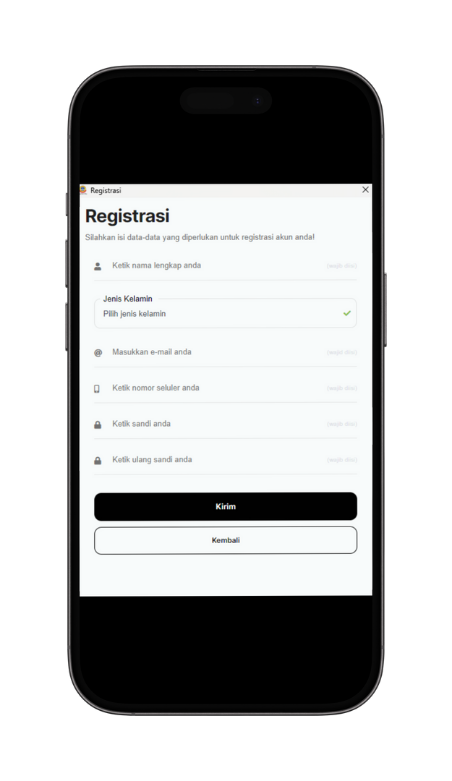 Registrasi
Registrasi
Silahkan isi data-data yang diperlukan untuk registrasi akun anda!
Ketik nama lengkap anda
(wajib diisi)
Jenis Kelamin
Pilih jenis kelamin
@ Masukkan e-mail anda
(wajib diisi)
Ketik nomor seluler anda
(wajib diisi)
Ketik sandi anda
(wajib diisi)
Ketik ulang sandi anda
(wajib diisi)
Kirim
Kembali